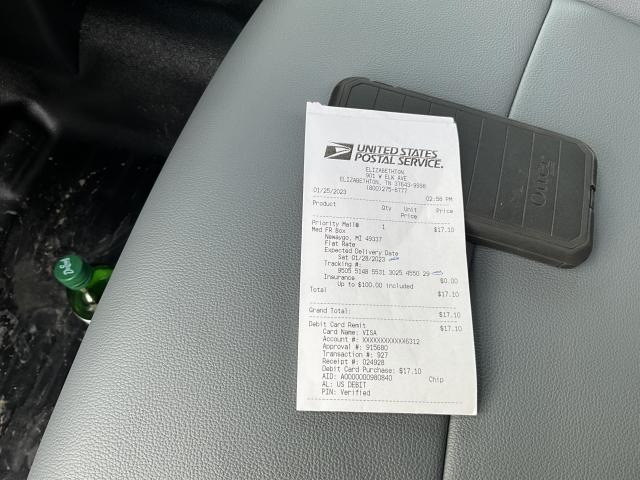 UNITED STATES
POSTAL SERVICE.
ELIZABETHTON
901 W ELK AVE
ELIZABETHTON, TN 37643-9998
(800)275-8777
01/25/2023 02:56 PM
Product Qty Unit Price
Price
Priority Mail® 1 $17.10
Med FR Box
Newaygo, MI 49337
Flat Rate
Expected Delivery Date
Sat 01/28/2023
Tracking #:
9505 5148 5531 3025 4550 29
Insurance $0.00
Up to $100.00 included
Total $17.10
Grand Total: $17.10
Debit Card Remit $17.10
Card Name: VISA
Account #: XXXXXXXXXXXX6312
Approval #: 915680
Transaction #: 927
Receipt #: 024928
Debit Card Purchase: $17.10
AID: A0000000980840 Chip
AL: US DEBIT
PIN: Verified
Otter